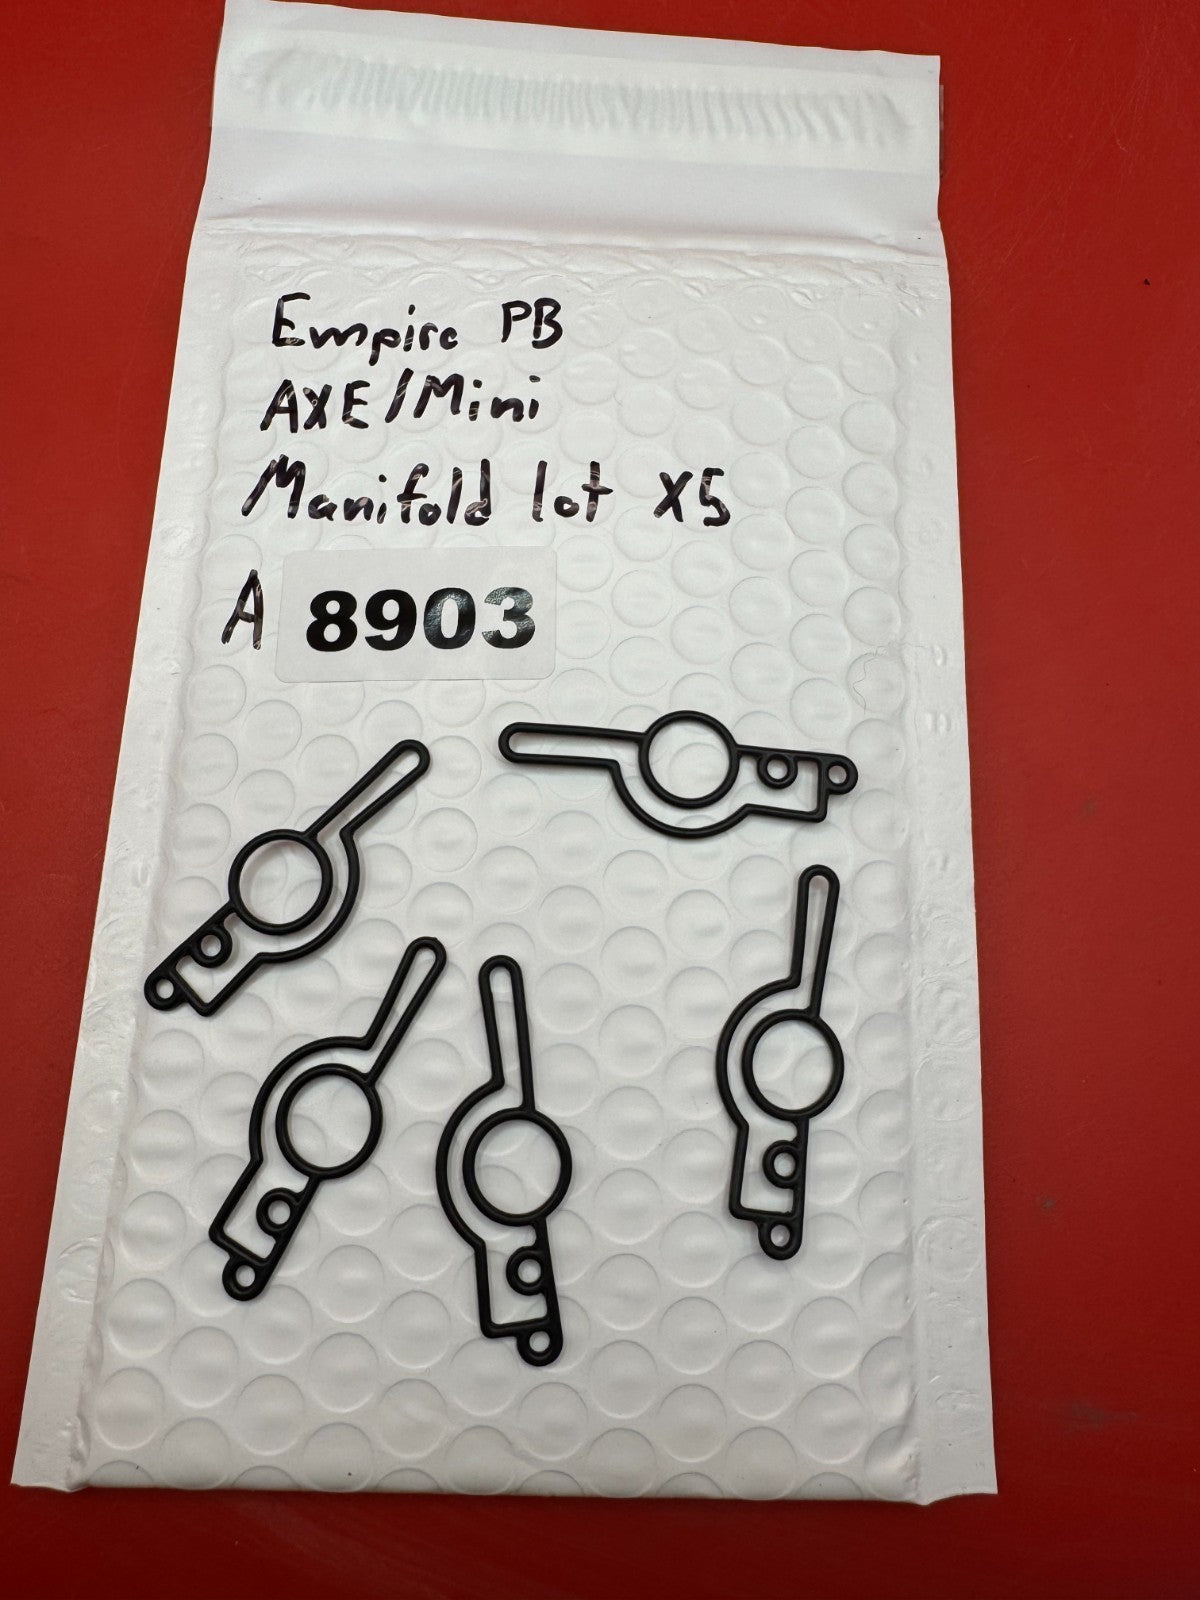 Empire PB
AXE/Mini
Manifold lot x5
A 8903